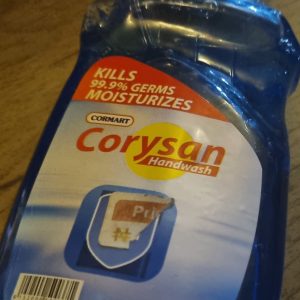 KILLS
99.9% GERMS
MOISTURIZES
CORMART
Corysan
Handwash
₦